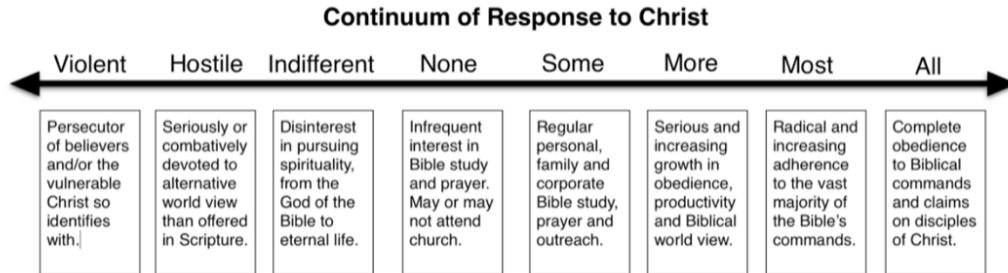 Continuum of Response to Christ
Violent Hostile Indifferent None Some More Most All
Persecutor
of believers
and/or the
vulnerable
Christ so
identifies
with.
Seriously or
combatively
devoted to
alternative
world view
than offered
in Scripture.
Disinterest
in pursuing
spirituality,
from the
God of the
Bible to
eternal life.
Infrequent
interest in
Bible study
and prayer.
May or may
not attend
church.
Regular
personal,
family and
corporate
Bible study,
prayer and
outreach.
Serious and
increasing
growth in
obedience,
productivity
and Biblical
world view.
Radical and
increasing
adherence
to the vast
majority of
the Bible's
commands.
Complete
obedience
to Biblical
commands
and claims
on disciples
of Christ.